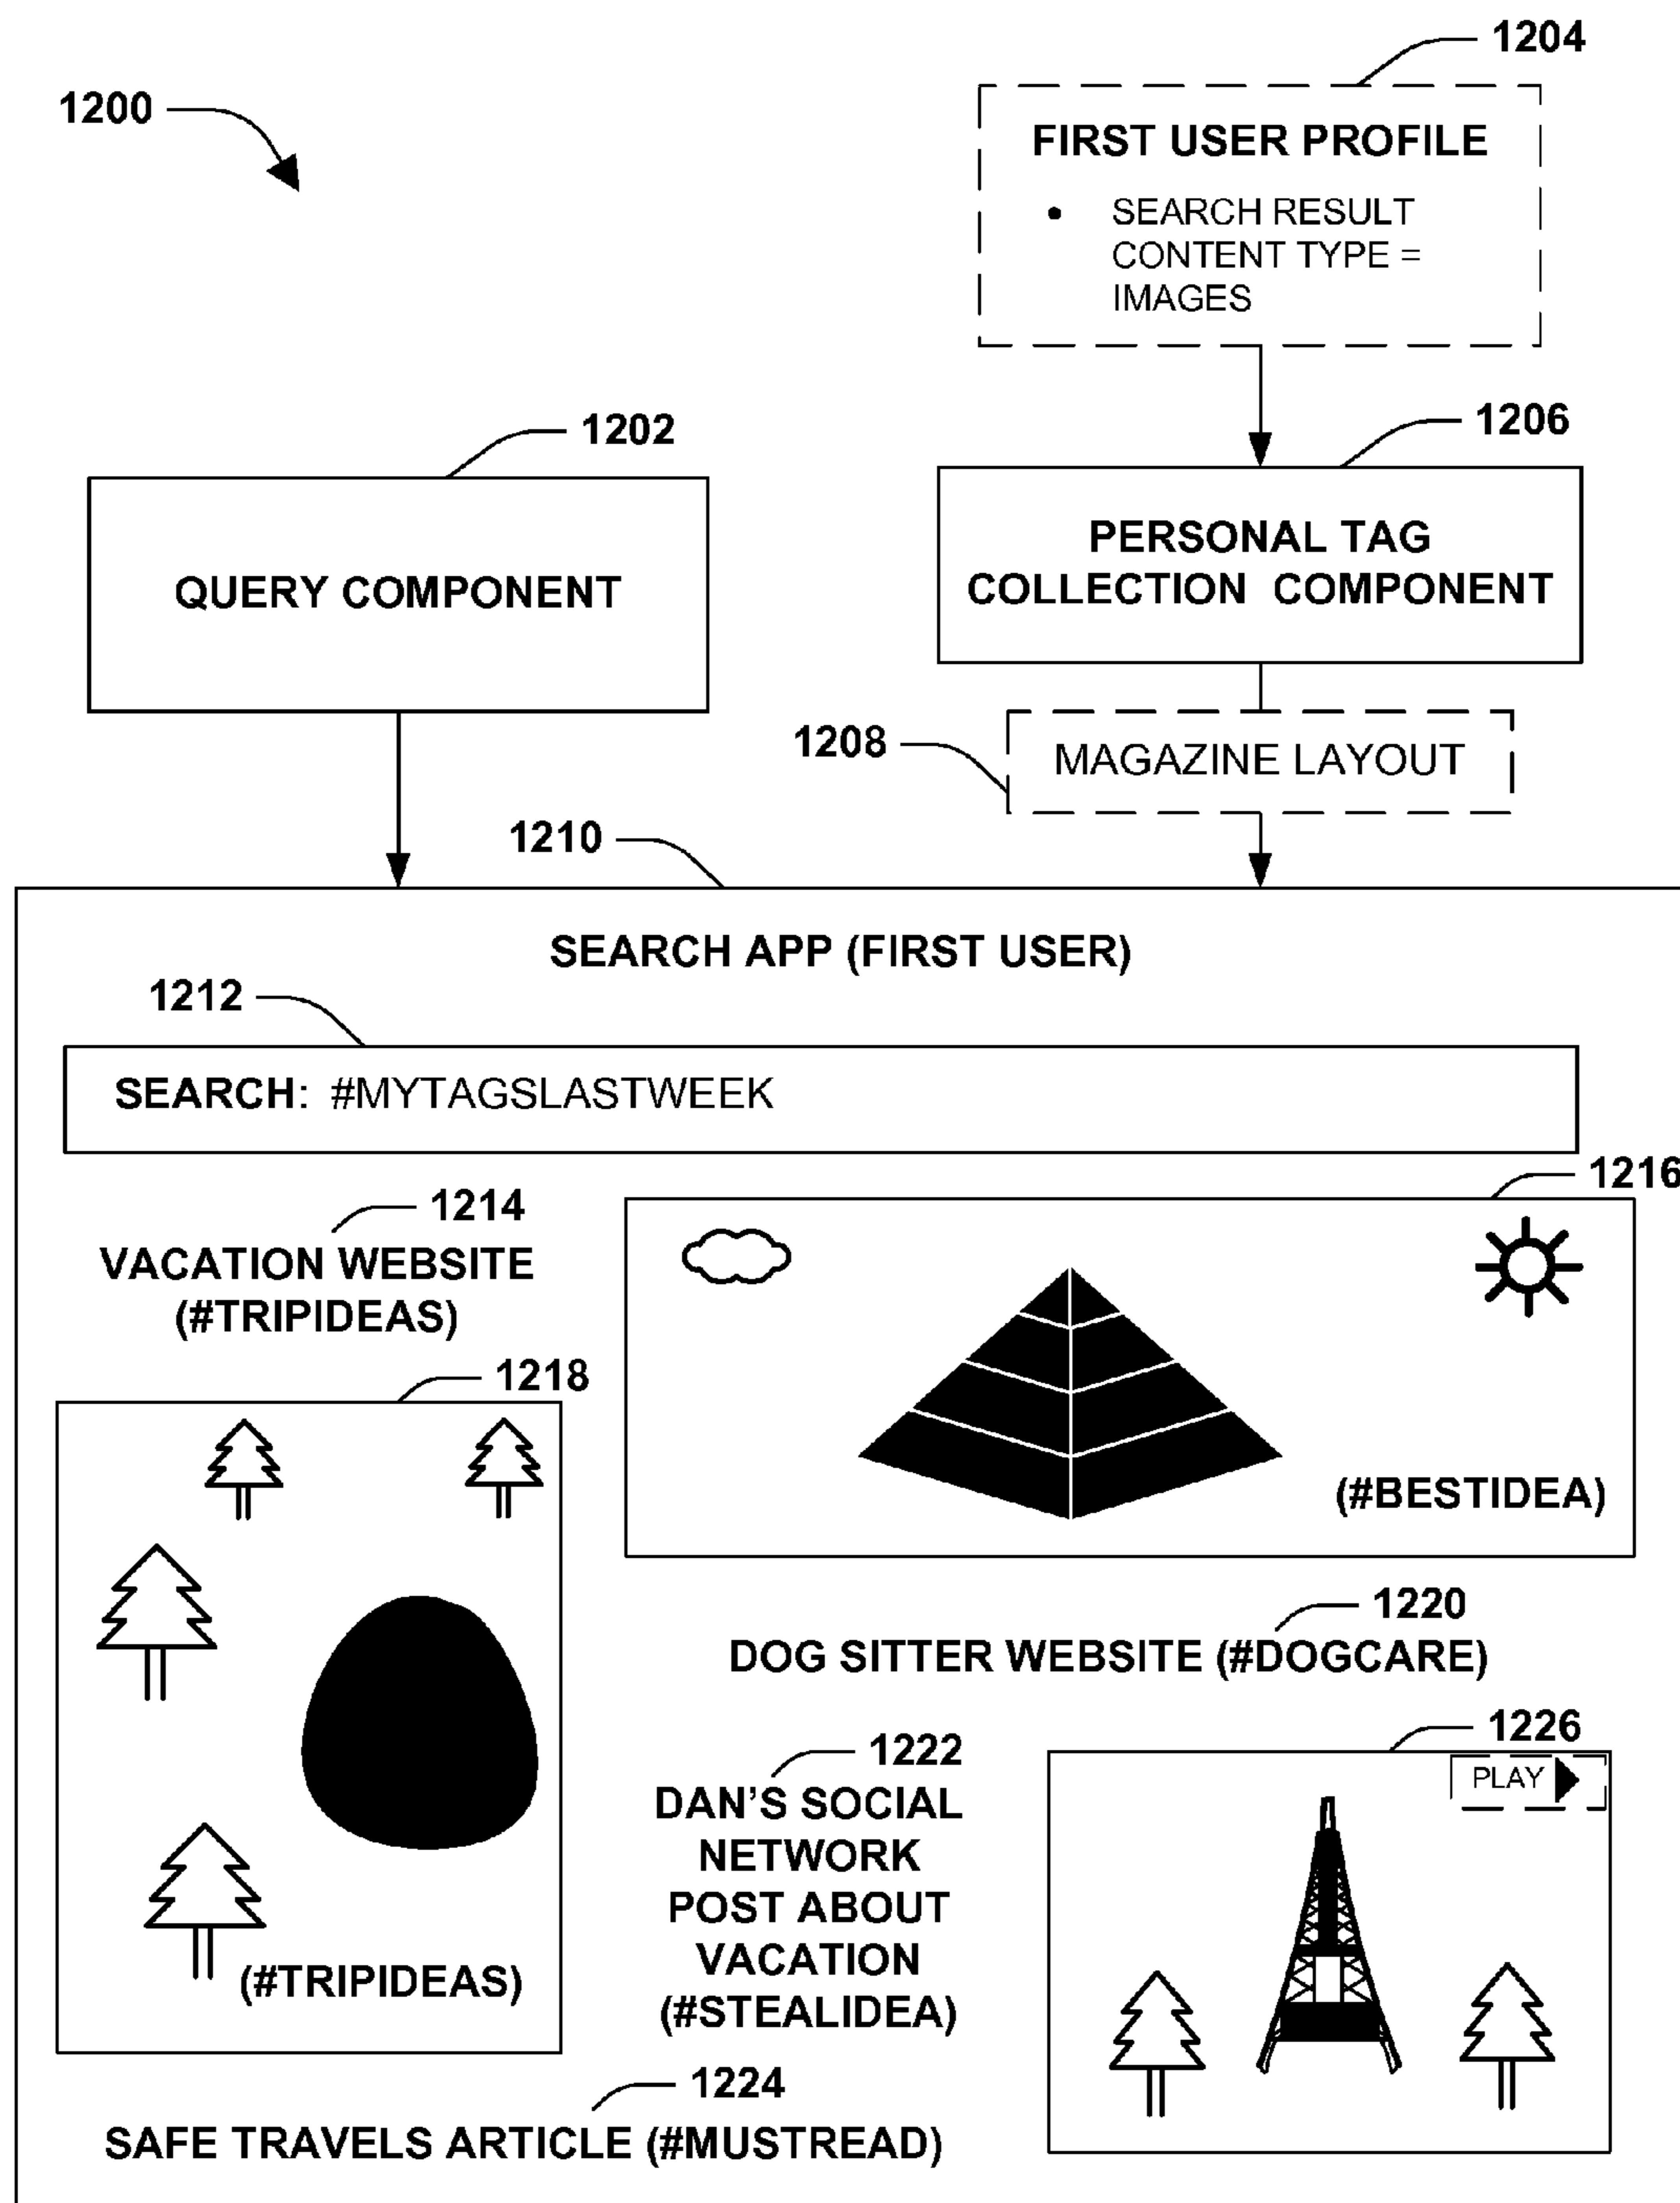 1204
1200
FIRST USER PROFILE
• SEARCH RESULT
CONTENT TYPE =
IMAGES
1202
1206
QUERY COMPONENT
PERSONAL TAG
COLLECTION COMPONENT
1208
MAGAZINE LAYOUT
1210
SEARCH APP (FIRST USER)
1212
SEARCH: #MYTAGSLASTWEEK
1214
VACATION WEBSITE
(#TRIPIDEAS)
1216
(#BESTIDEA)
1218
(#TRIPIDEAS)
1220
DOG SITTER WEBSITE (#DOGCARE)
1222
DAN'S SOCIAL
NETWORK
POST ABOUT
VACATION
(#STEALIDEA)
1226
PLAY
1224
SAFE TRAVELS ARTICLE (#MUSTREAD)